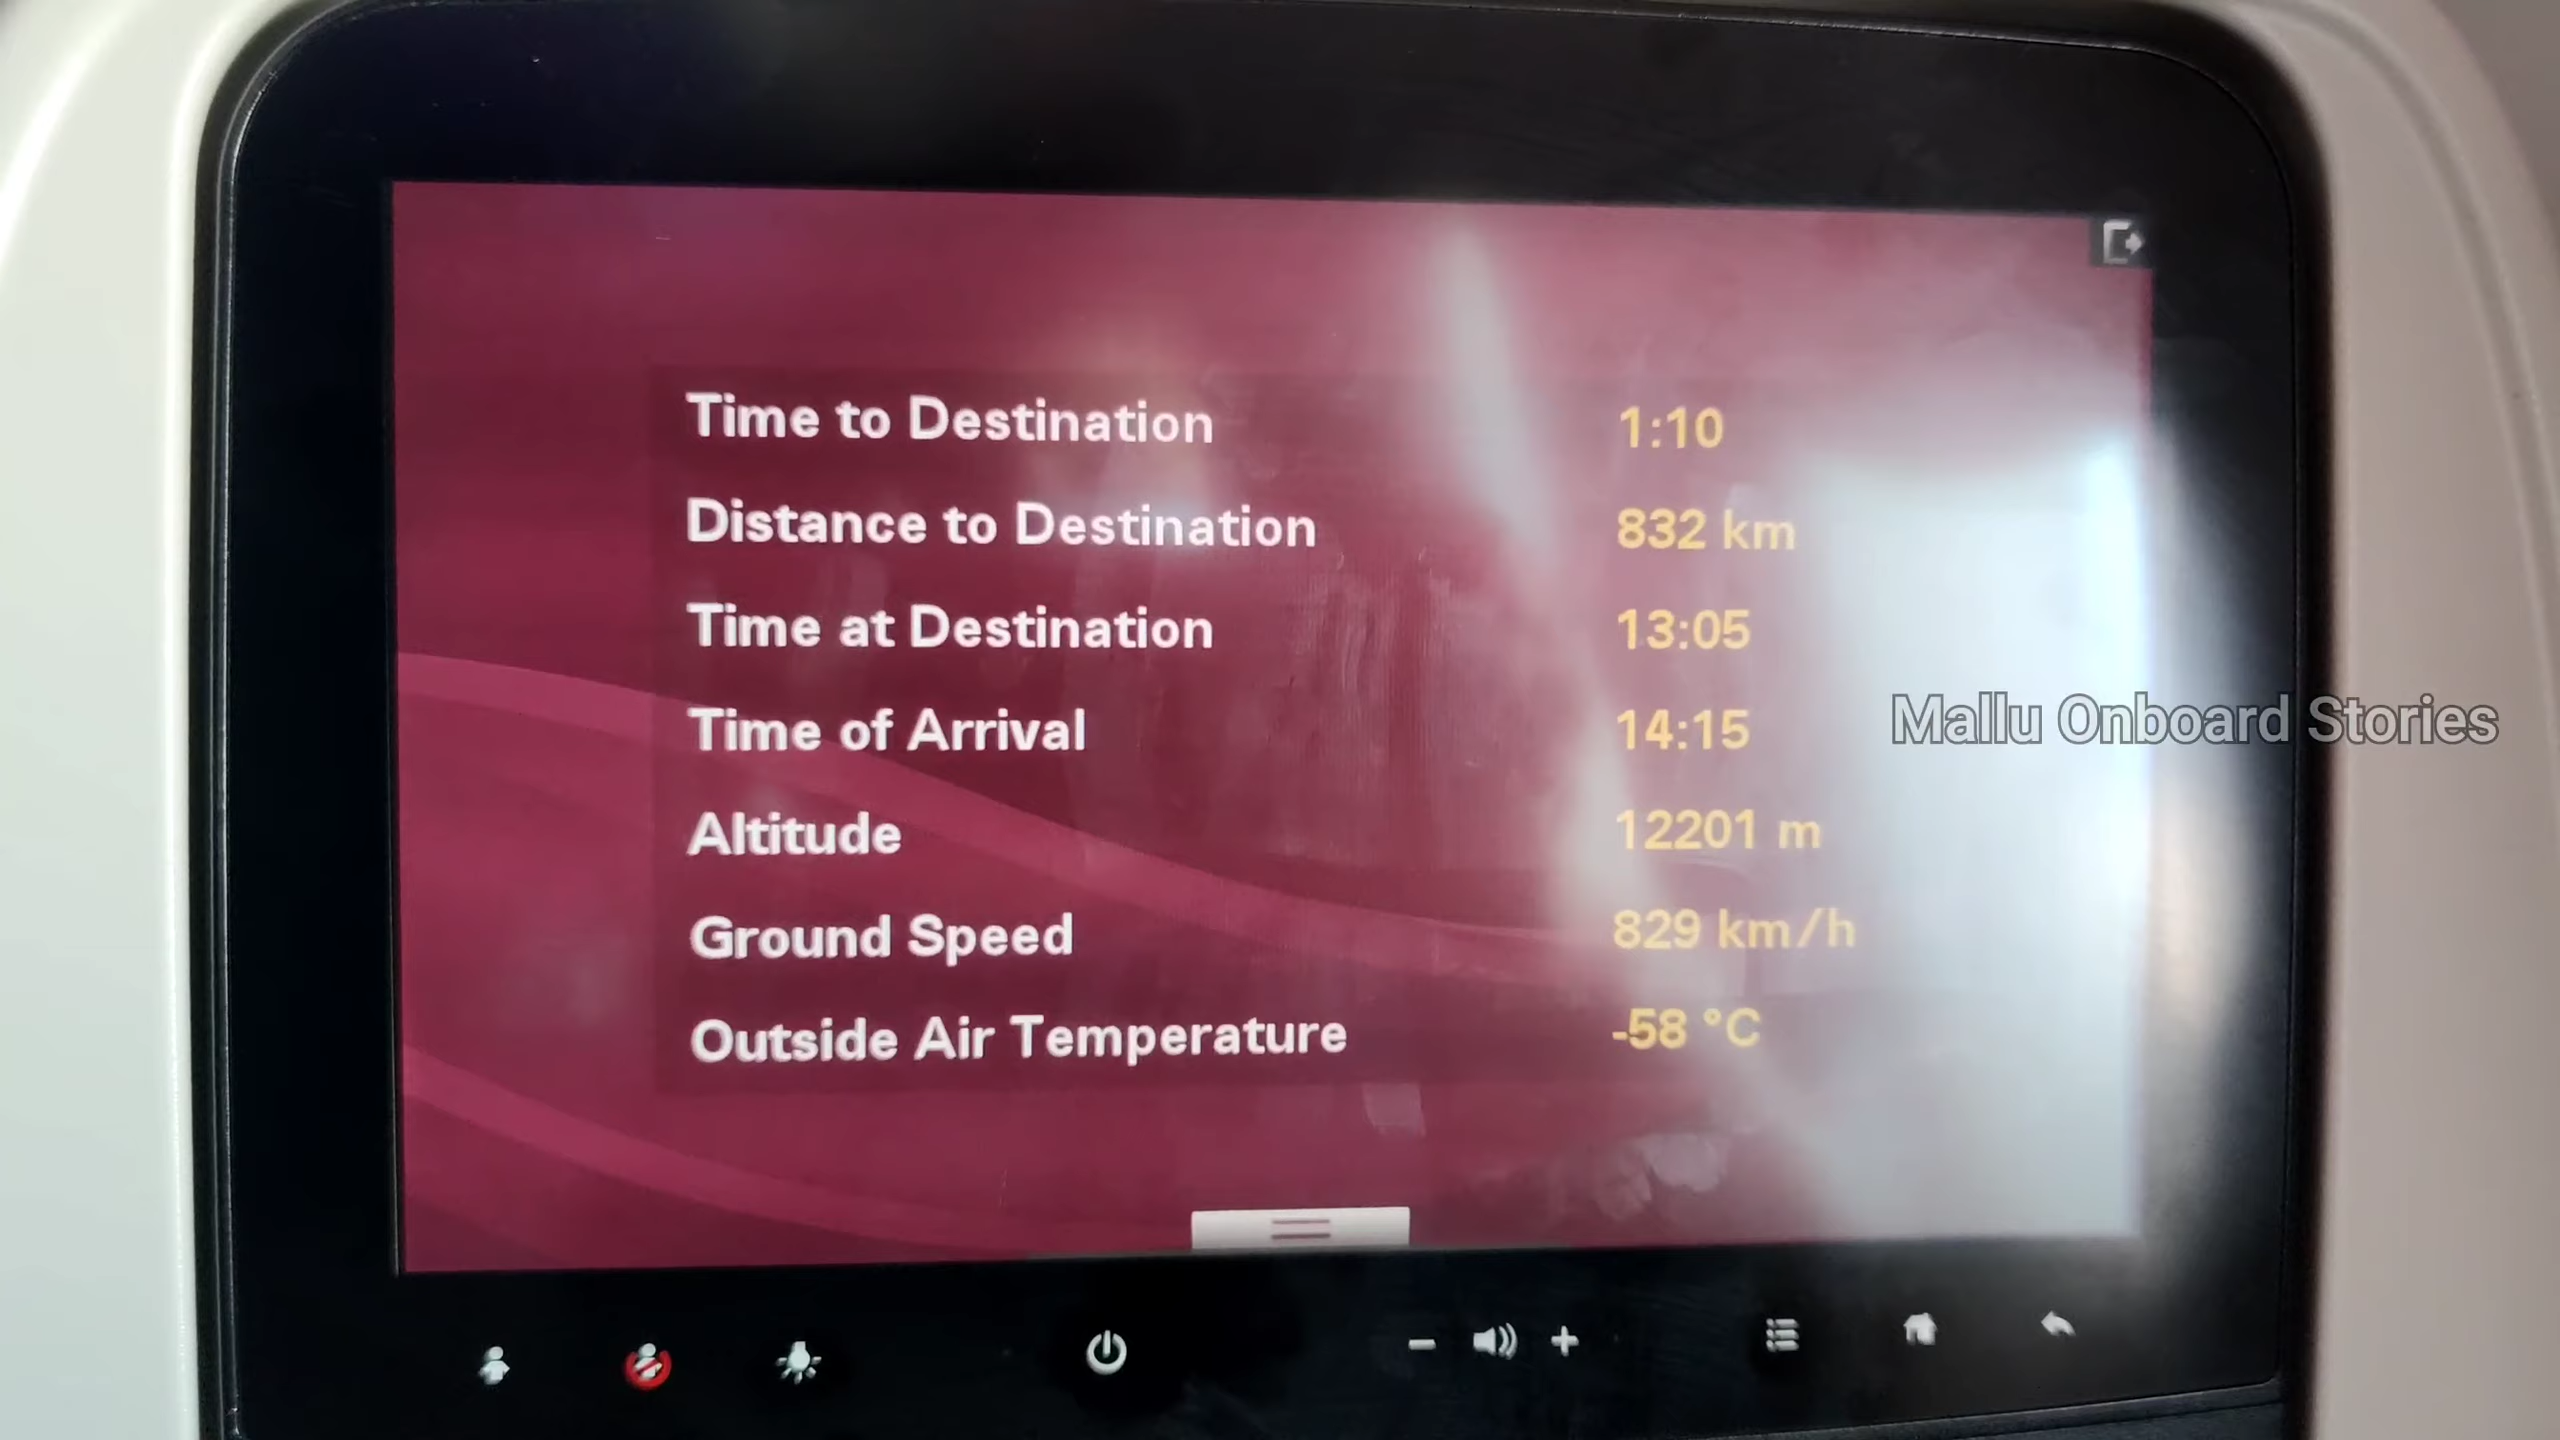 Time to Destination 1:10
Distance to Destination 832 km
Time at Destination 13:05
Time of Arrival 14:15
Mallu Onboard Stories
Altitude 12201 m
Ground Speed 829 km/h
Outside Air Temperature -58 °C